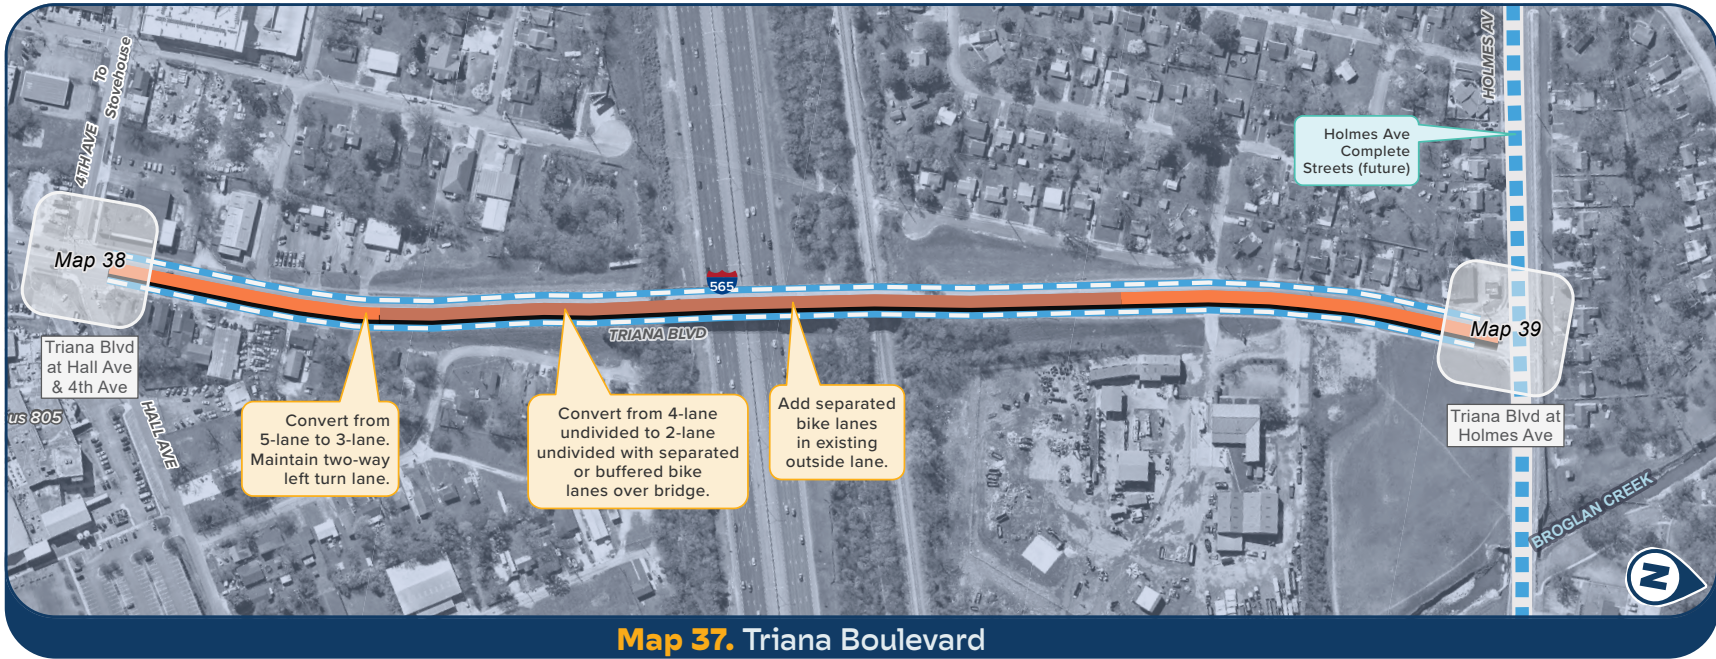 To
Stovehouse
4TH AVE
Map 38
Triana Blvd
at Hall Ave
& 4th Ave
us 805
HALL AVE
Convert from
5-lane to 3-lane.
Maintain two-way
left turn lane.
Convert from 4-lane
undivided to 2-lane
undivided with separated
or buffered bike
lanes over bridge.
565
TRIANA BLVD
Add separated
bike lanes
in existing
outside lane.
HOLMES AV
Holmes Ave
Complete
Streets (future)
Map 39
Triana Blvd at
Holmes Ave
BROGLAN CREEK
N
Map 37. Triana Boulevard